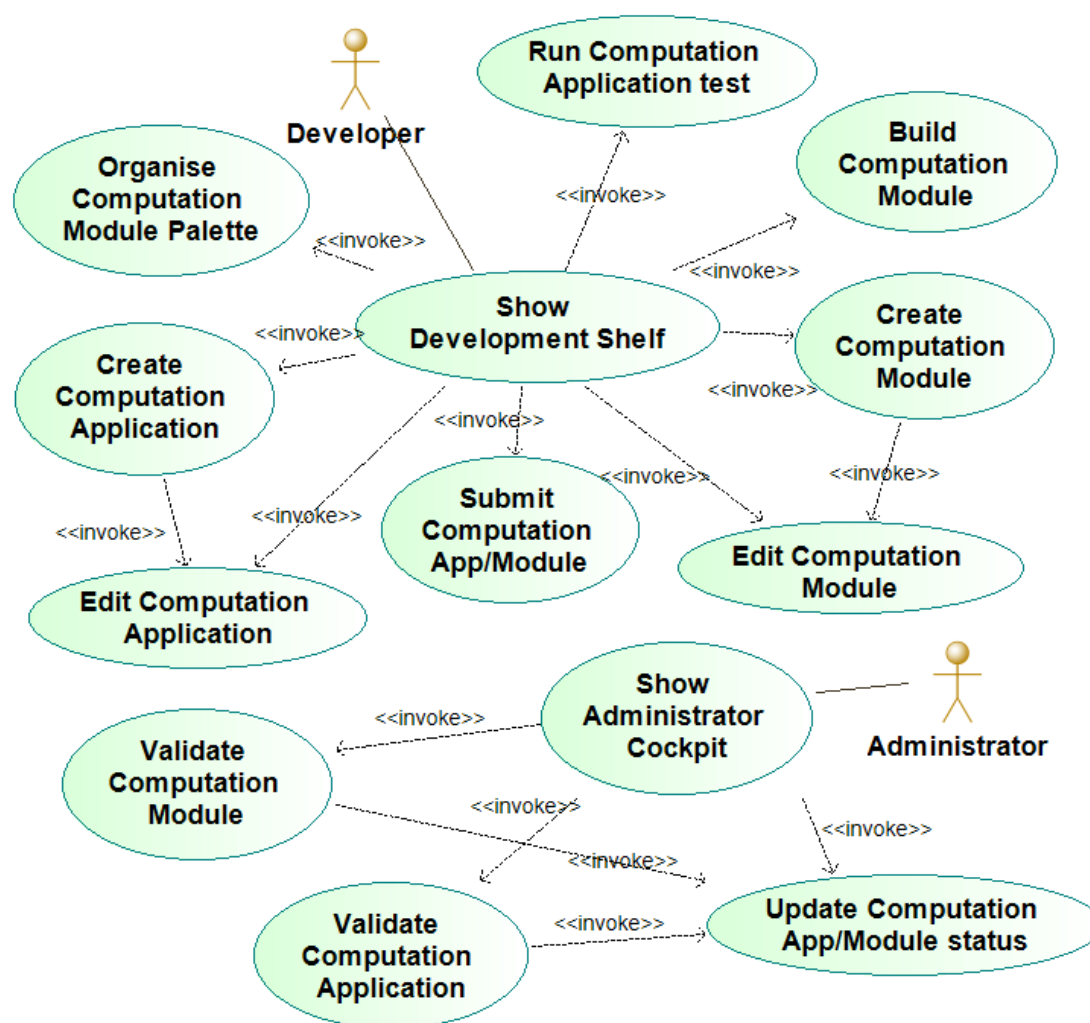 Run Computation
Application test
Developer
Build
Computation
Module
Organise
Computation
Module Palette
<<invoke>>
<<invoke>>
<<invoke>>
Show
Development Shelf
Create
Computation
Module
<<invoke>>
<<invoke>>
Create
Computation
Application
<<invoke>>
<<invoke>>
<<invoke>>
<<invoke>>
<<invoke>>
Submit
Computation
App/Module
<<invoke>>
Edit Computation
Module
Edit Computation
Application
Show
Administrator
Cockpit
Administrator
<<invoke>>
Validate
Computation
Module
<<invoke>>
<<invoke>>
<<invoke>>
Validate
Computation
Application
<<invoke>>
Update Computation
App/Module status